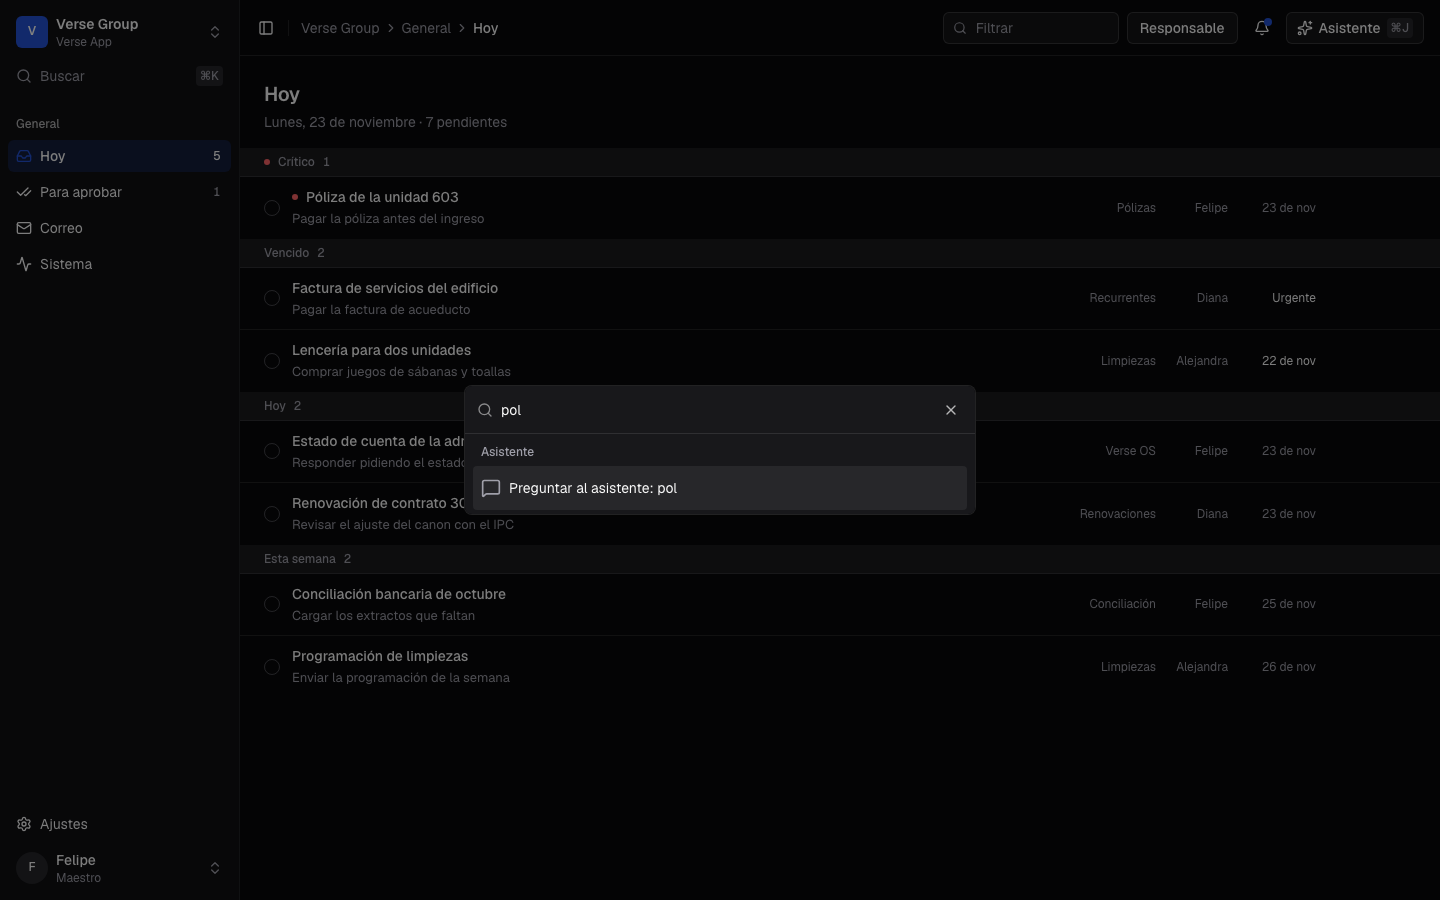 Verse Group
Verse App
Buscar ⌘K
General
Hoy 5
Para aprobar 1
Correo
Sistema
Ajustes
F Felipe
Maestro
V
Verse Group > General > Hoy
Filtrar
Responsable
Asistente ⌘J
Hoy
Lunes, 23 de noviembre · 7 pendientes
Crítico 1
Póliza de la unidad 603
Pagar la póliza antes del ingreso
Pólizas Felipe 23 de nov
Vencido 2
Factura de servicios del edificio
Pagar la factura de acueducto
Recurrentes Diana Urgente
Lencería para dos unidades
Comprar juegos de sábanas y toallas
Limpiezas Alejandra 22 de nov
Hoy 2
Estado de cuenta de la
Responder pidiendo el
Verse OS Felipe 23 de nov
Renovación de contrato
Revisar el ajuste del canon con el IPC
Renovaciones Diana 23 de nov
pol
Asistente
Preguntar al asistente: pol
Esta semana 2
Conciliación bancaria de octubre
Cargar los extractos que faltan
Conciliación Felipe 25 de nov
Programación de limpiezas
Enviar la programación de la semana
Limpiezas Alejandra 26 de nov